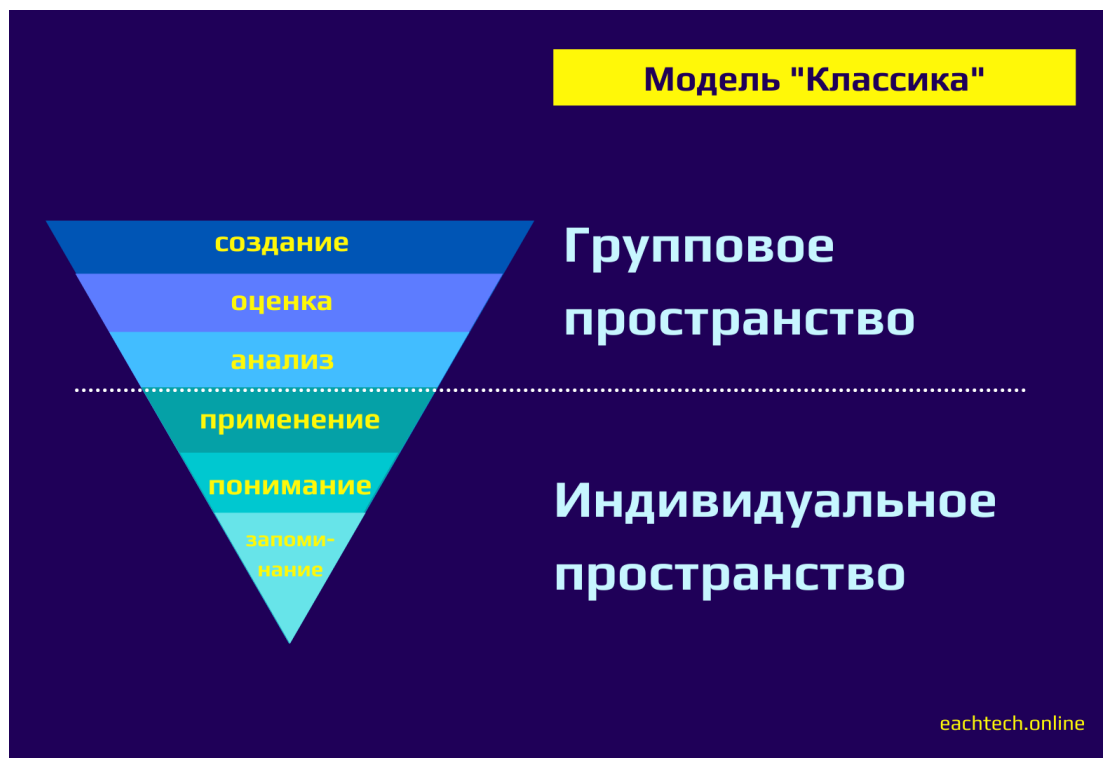 Модель "Классика"
создание
оценка
анализ
применение
понимание
запоми-
нание
Групповое
пространство
Индивидуальное
пространство
eachtech.online